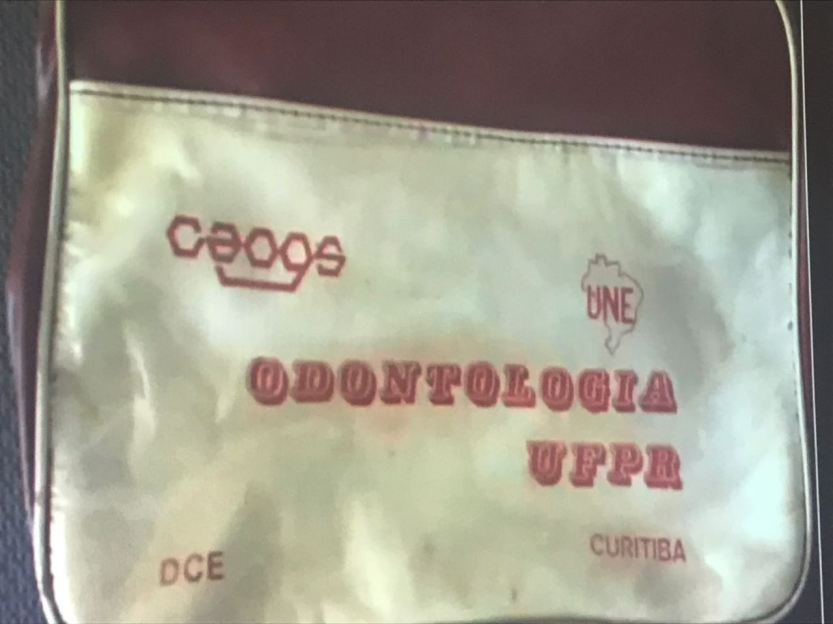 caogs
UNE
ODONTOLOGIA
UFPR
CURITIBA
DCE